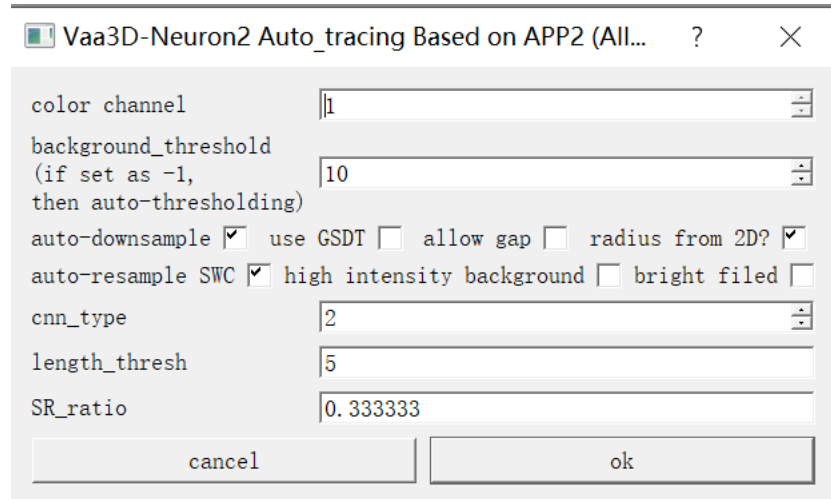 Vaa3D-Neuron2 Auto_tracing Based on APP2 (All... ?
color channel 1
background_threshold
(if set as -1,
then auto-thresholding) 10
auto-downsample use GSDT allow gap radius from 2D?
auto-resample SWC high intensity background bright filed
cnn_type 2
length_thresh 5
SR_ratio 0.333333
cancel ok